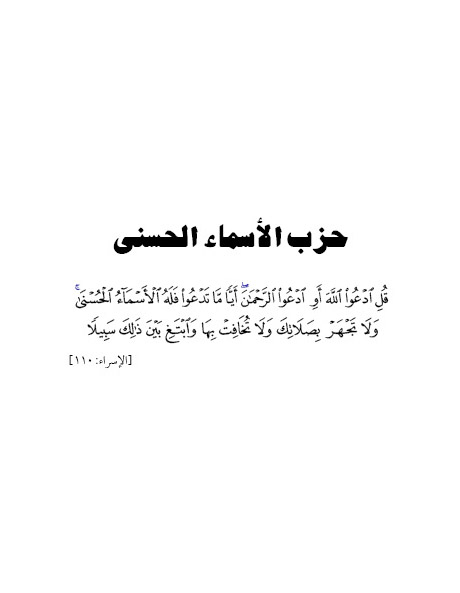 حزب الأسماء الحسنى
قُلِ ٱدْعُوا۟ ٱللَّهَ أَوِ ٱدْعُوا۟ ٱلرَّحْمَٰنَ ۖ أَيًّا مَّا تَدْعُوا۟ فَلَهُ ٱلْأَسْمَآءُ ٱلْحُسْنَىٰ ۚ
وَلَا تَجْهَرْ بِصَلَاتِكَ وَلَا تُخَافِتْ بِهَا وَٱبْتَغِ بَيْنَ ذَٰلِكَ سَبِيلًا
[الإسراء: ١١٠]